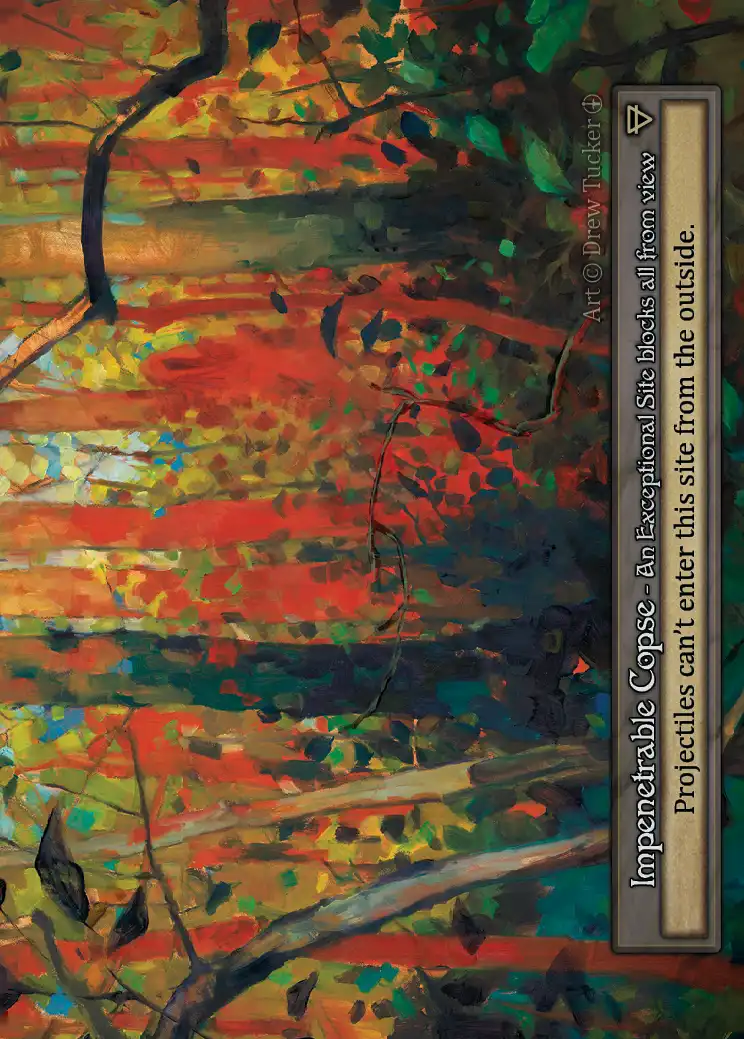 Art © Drew Tucker
Impenetrable Copse - An Exceptional Site blocks all from view
Projectiles can't enter this site from the outside.